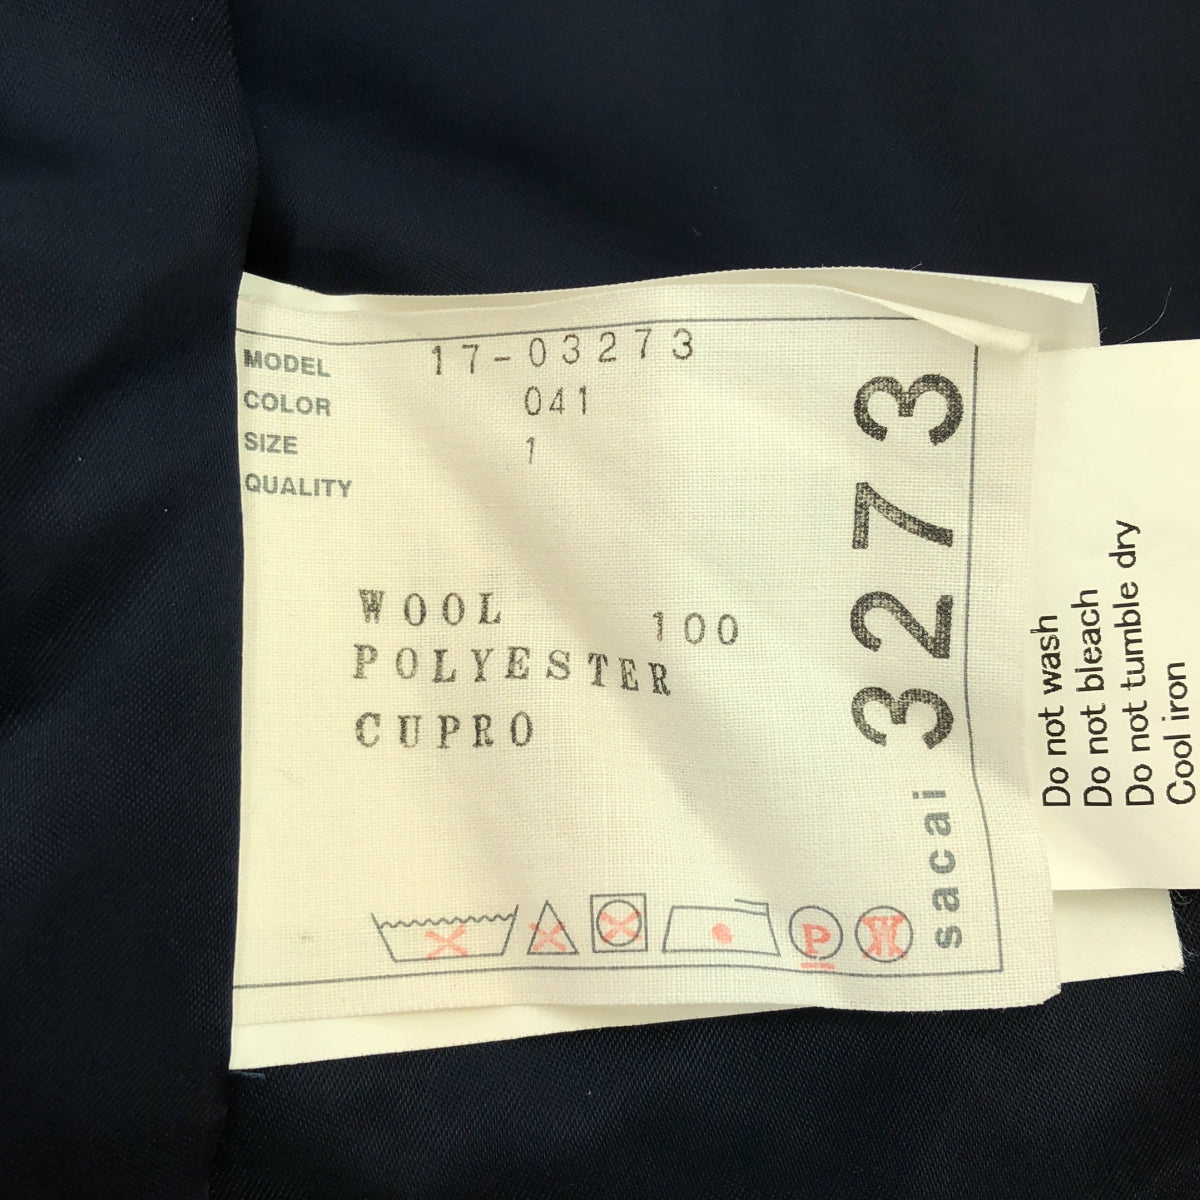 MODEL 17-03273
COLOR 041
SIZE 1
QUALITY
WOOL 100
POLYESTER
CUPRO
P W
3273
sacai
Do not wash
Do not bleach
Do not tumble dry
Cool iron